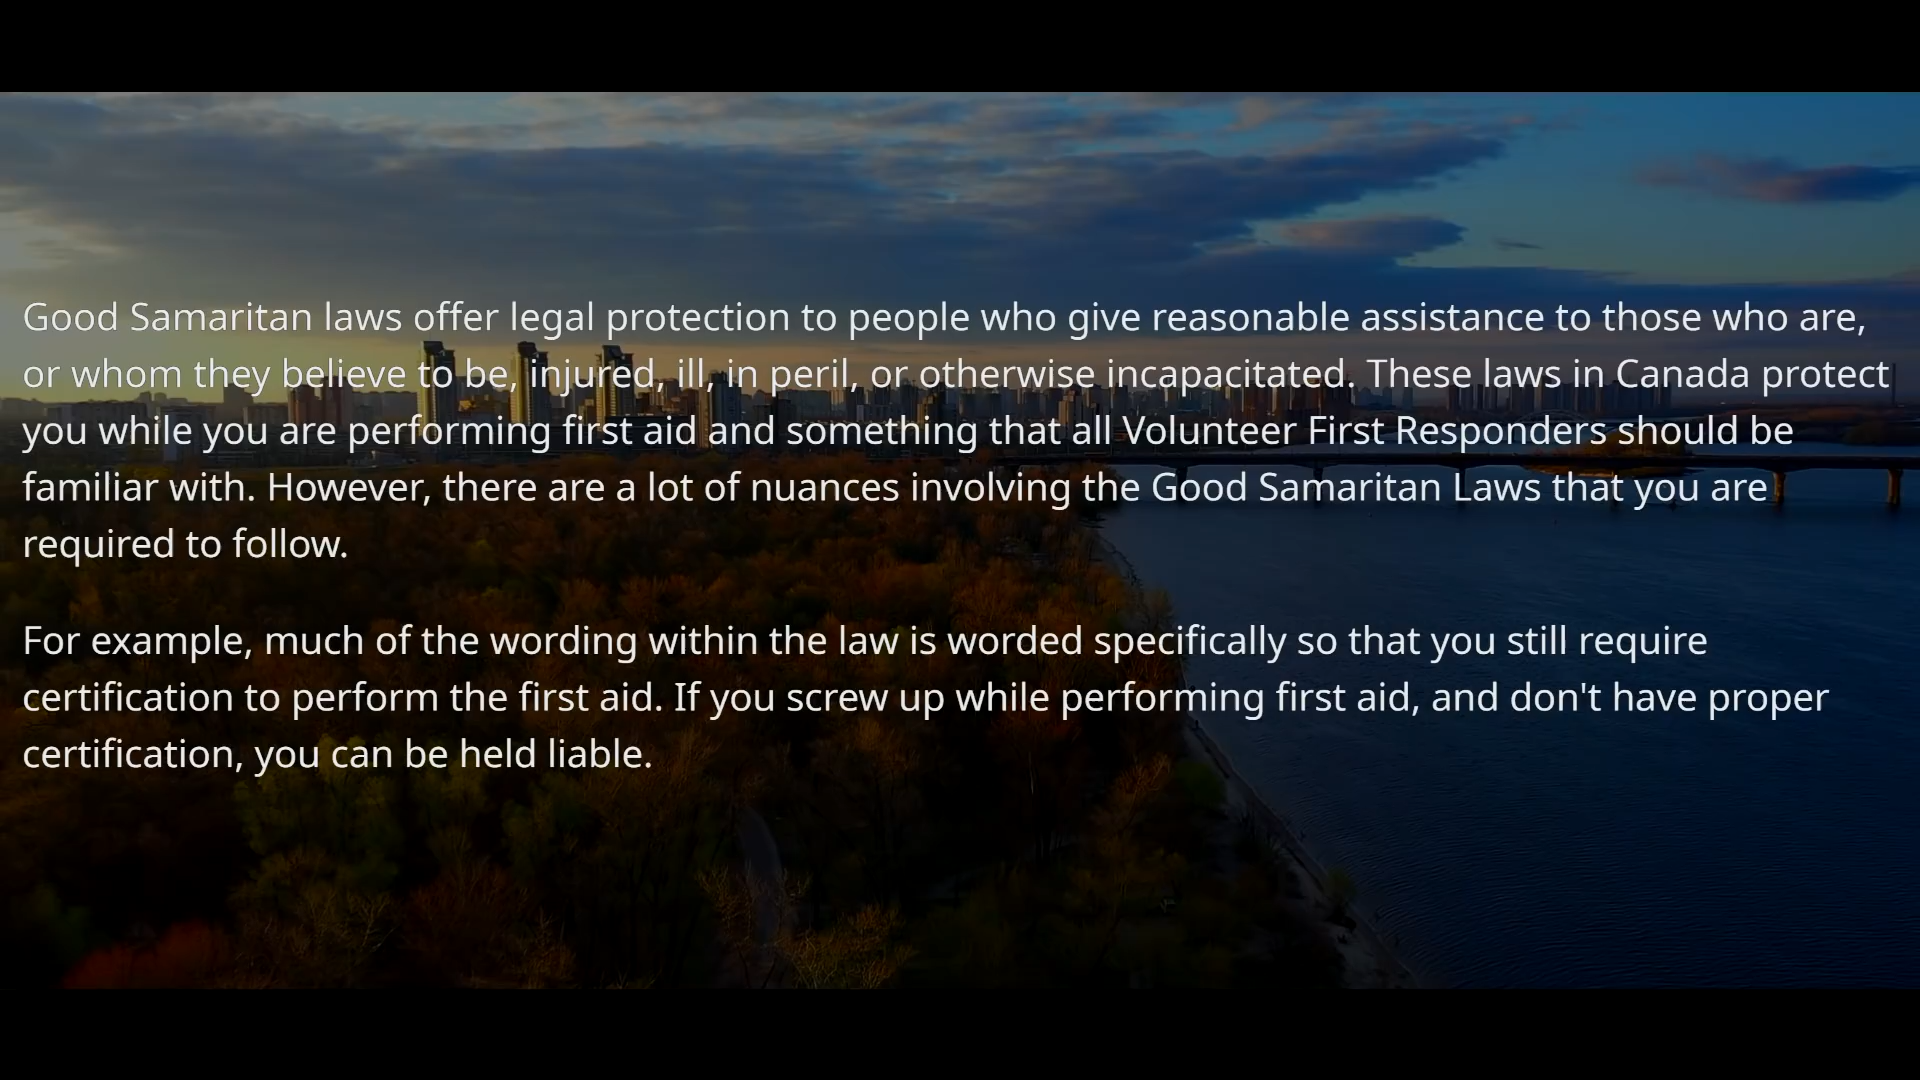 Good Samaritan laws offer legal protection to people who give reasonable assistance to those who are,
or whom they believe to be, injured, ill, in peril, or otherwise incapacitated. These laws in Canada protect
you while you are performing first aid and something that all Volunteer First Responders should be
familiar with. However, there are a lot of nuances involving the Good Samaritan Laws that you are
required to follow.
For example, much of the wording within the law is worded specifically so that you still require
certification to perform the first aid. If you screw up while performing first aid, and don't have proper
certification, you can be held liable.